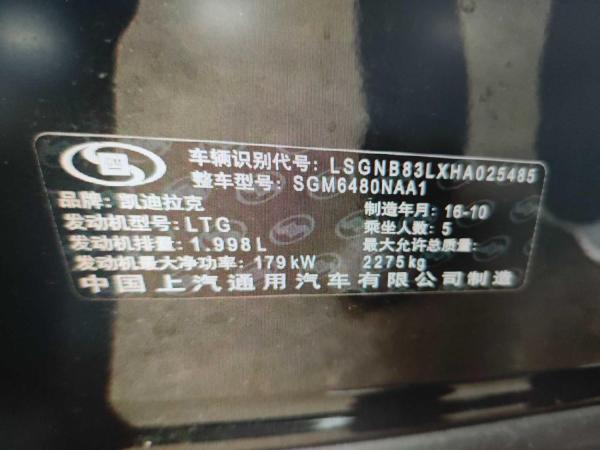 车辆识别代号: LSGNB83LXHA025485
整车型号: SGM6480NAA1
品牌: 凯迪拉克
制造年月: 16-10
发动机型号: LTG
乘坐人数: 5
发动机排量: 1.998L
最大允许总质量:
发动机最大净功率: 179kW
2275kg
中国上汽通用汽车有限公司制造